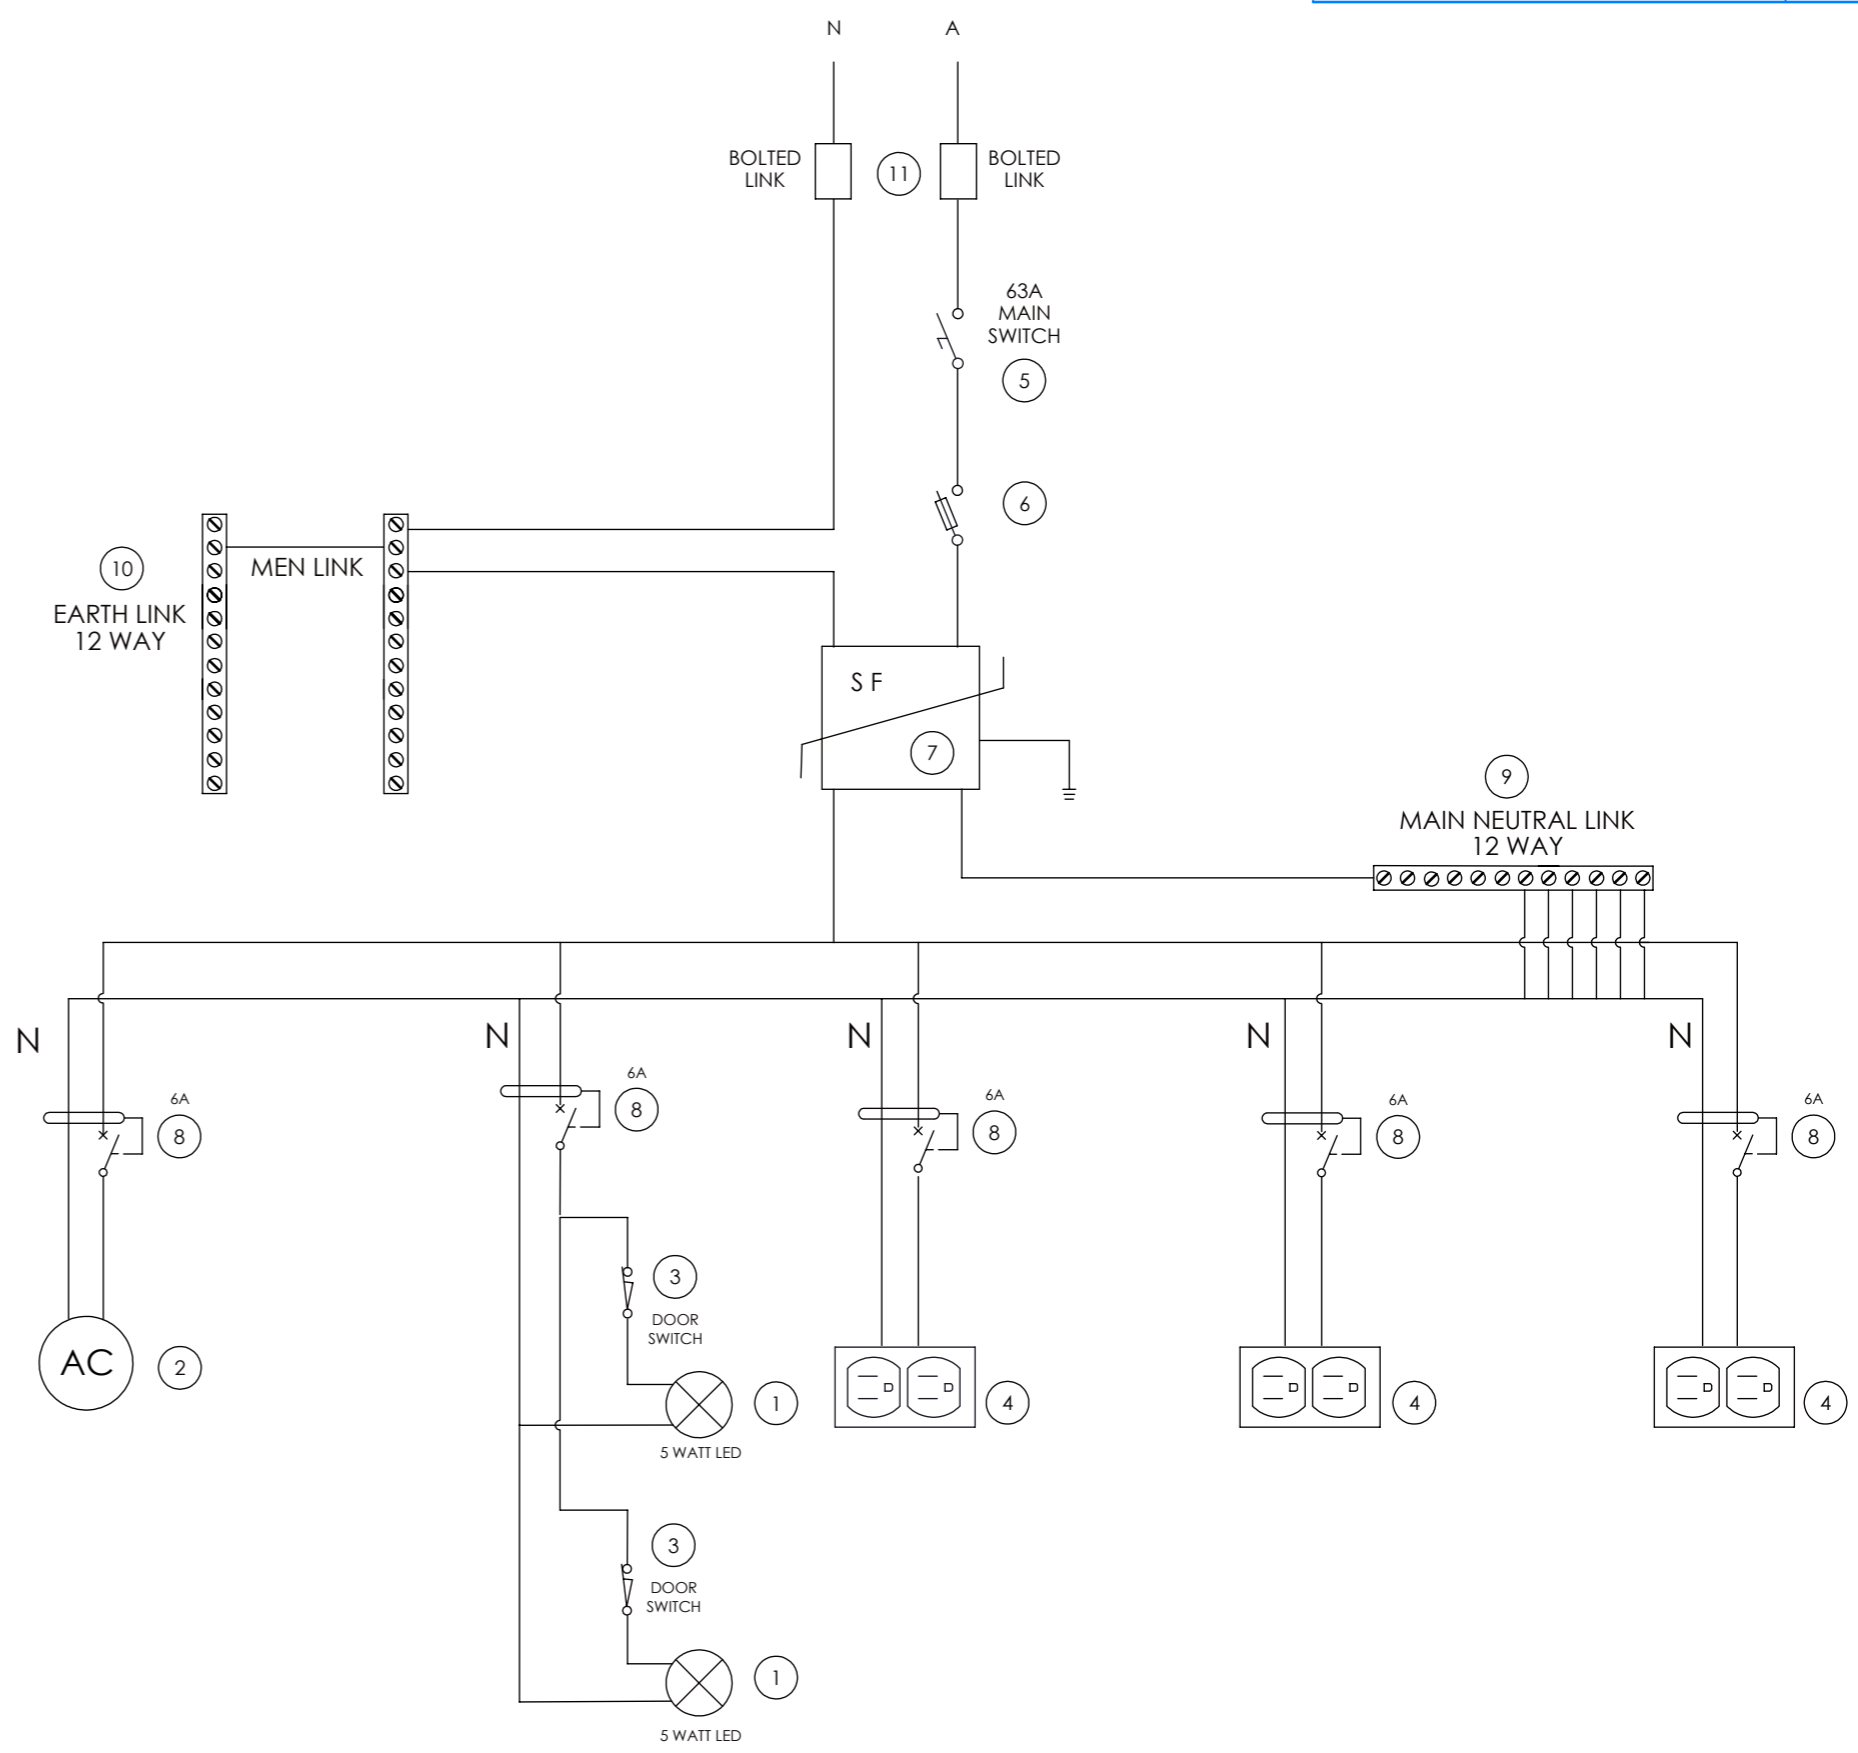 N
A
BOLTED
LINK
11
BOLTED
LINK
63A
MAIN
SWITCH
5
6
10
EARTH LINK
12 WAY
MEN LINK
S F
7
9
MAIN NEUTRAL LINK
12 WAY
N
N
N
N
N
6A
8
6A
8
6A
8
6A
8
6A
8
3
DOOR
SWITCH
AC
2
1
5 WATT LED
4
4
4
3
DOOR
SWITCH
1
5 WATT LED